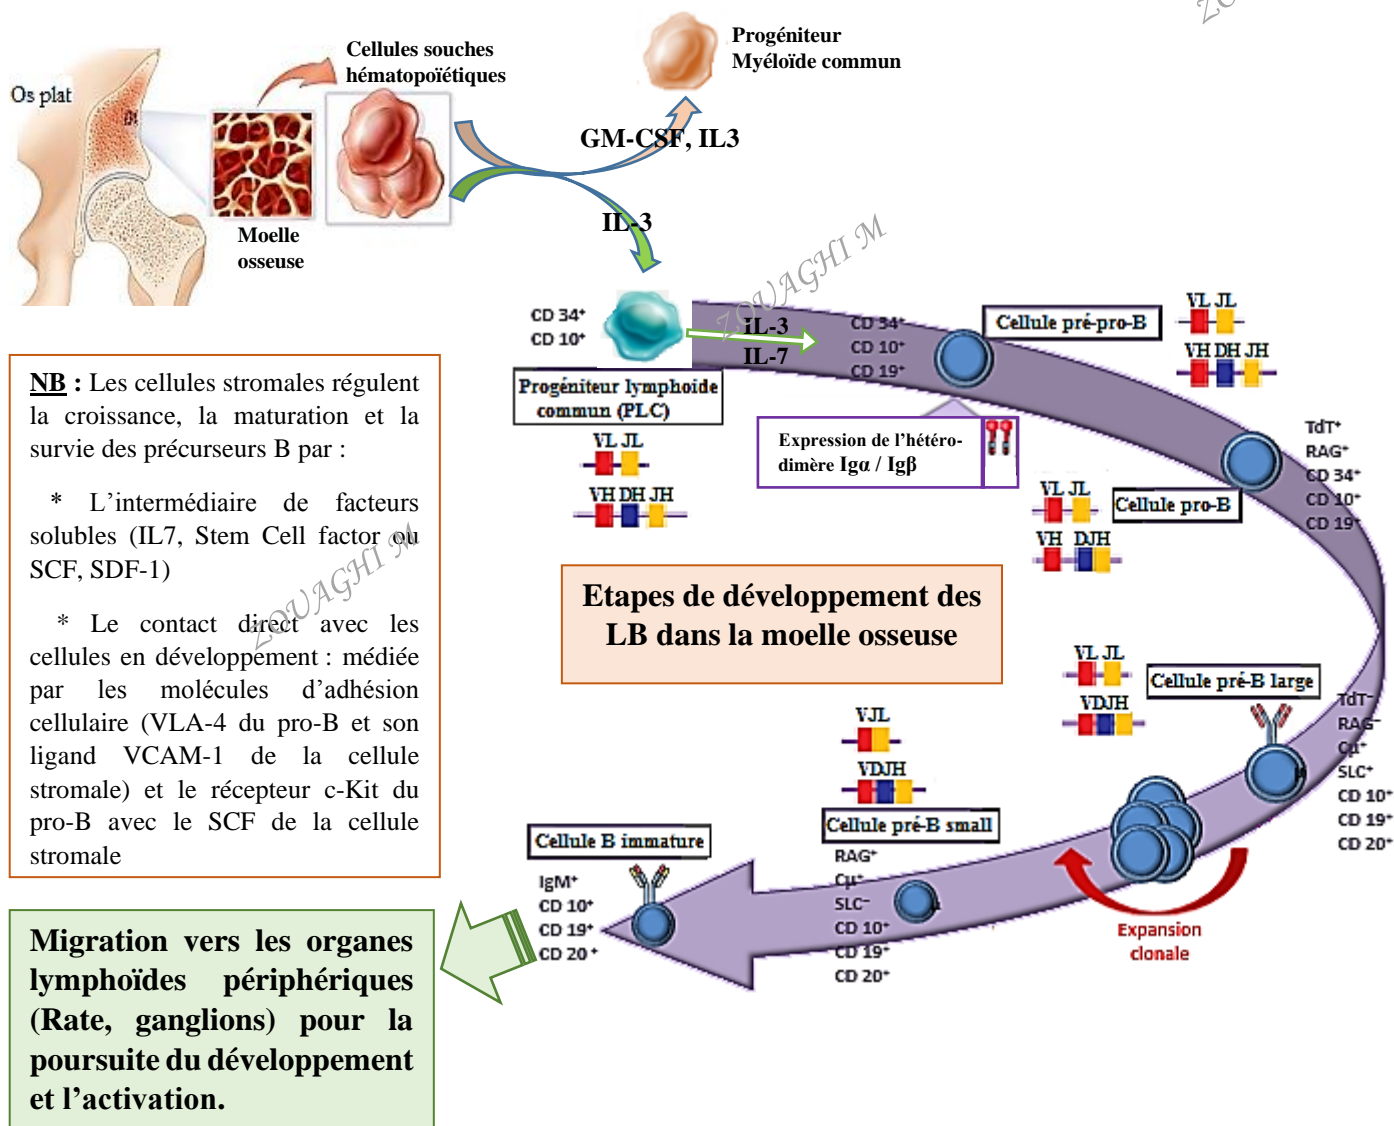 ZOUAGHI M
Os plat
Cellules souches
hématopoïétiques
Moelle
osseuse
Progéniteur
Myéloïde commun
GM-CSF, IL3
IL-3
CD 34⁺
CD 10⁺
Progéniteur lymphoide
commun (PLC)
VL JL
VH DH JH
IL-3
IL-7
CD 34⁺
CD 10⁺
CD 19⁺
Cellule pré-pro-B
VL JL
VH DH JH
Expression de l’hétéro-
dimère Igα / Igβ
TdT⁺
RAG⁺
CD 34⁺
CD 10⁺
CD 19⁺
VL JL
Cellule pro-B
VH DJH
NB : Les cellules stromales régulent
la croissance, la maturation et la
survie des précurseurs B par :
* L’intermédiaire de facteurs
solubles (IL7, Stem Cell factor ou
SCF, SDF-1)
* Le contact direct avec les
cellules en développement : médiée
par les molécules d’adhésion
cellulaire (VLA-4 du pro-B et son
ligand VCAM-1 de la cellule
stromale) et le récepteur c-Kit du
pro-B avec le SCF de la cellule
stromale
ZOUAGHI M
Etapes de développement des
LB dans la moelle osseuse
VL JL
Cellule pré-B large
VDJH
TdT⁻
RAG⁻
Cμ⁺
SLC⁺
CD 10⁺
CD 19⁺
CD 20⁺
μ
Expansion
clonale
VJL
VDJH
Cellule pré-B small
RAG⁺
Cμ⁺
SLC⁻
CD 10⁺
CD 19⁺
CD 20⁺
μ
Cellule B immature
IgM⁺
CD 10⁺
CD 19⁺
CD 20⁺
Migration vers les organes
lymphoïdes périphériques
(Rate, ganglions) pour la
poursuite du développement
et l’activation.